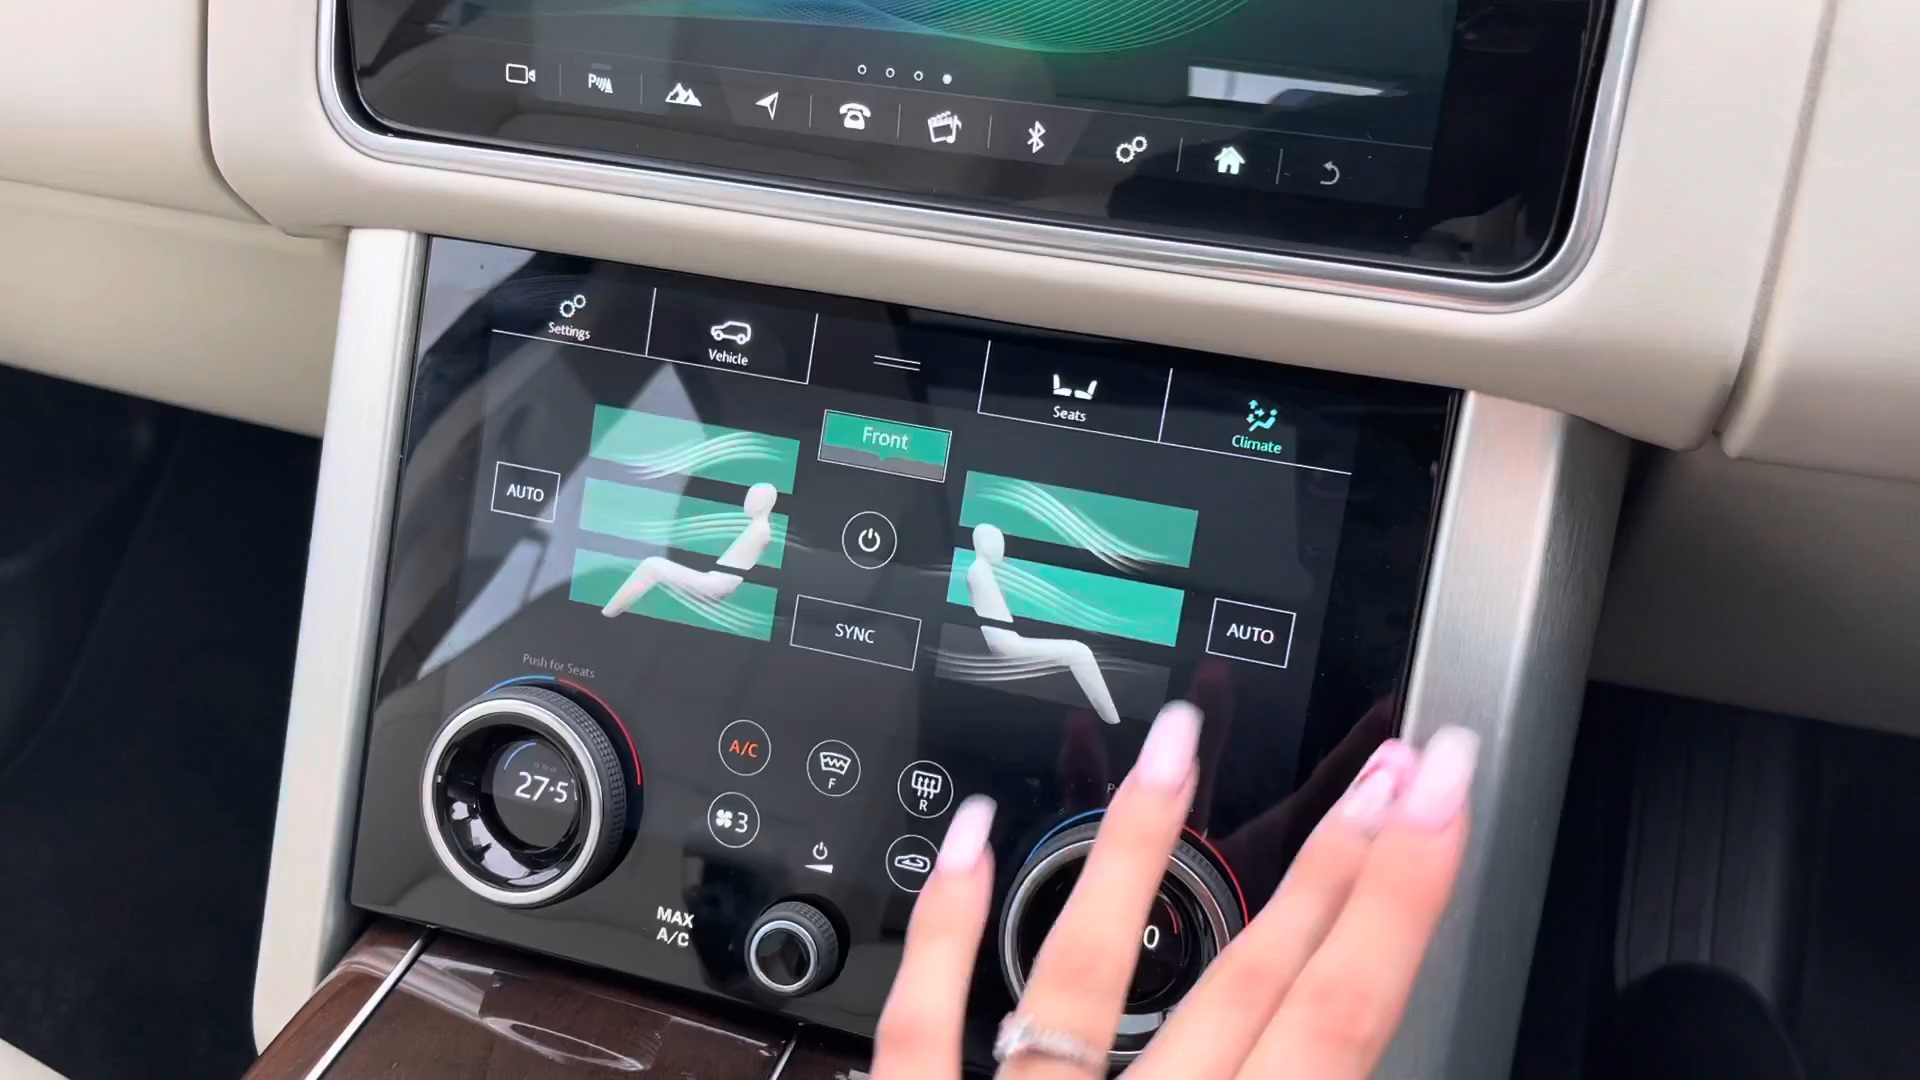 Settings
Vehicle
Seats
Climate
Front
AUTO
SYNC
AUTO
Push for Seats
A/C
F
R
27.5
3
MAX
A/C